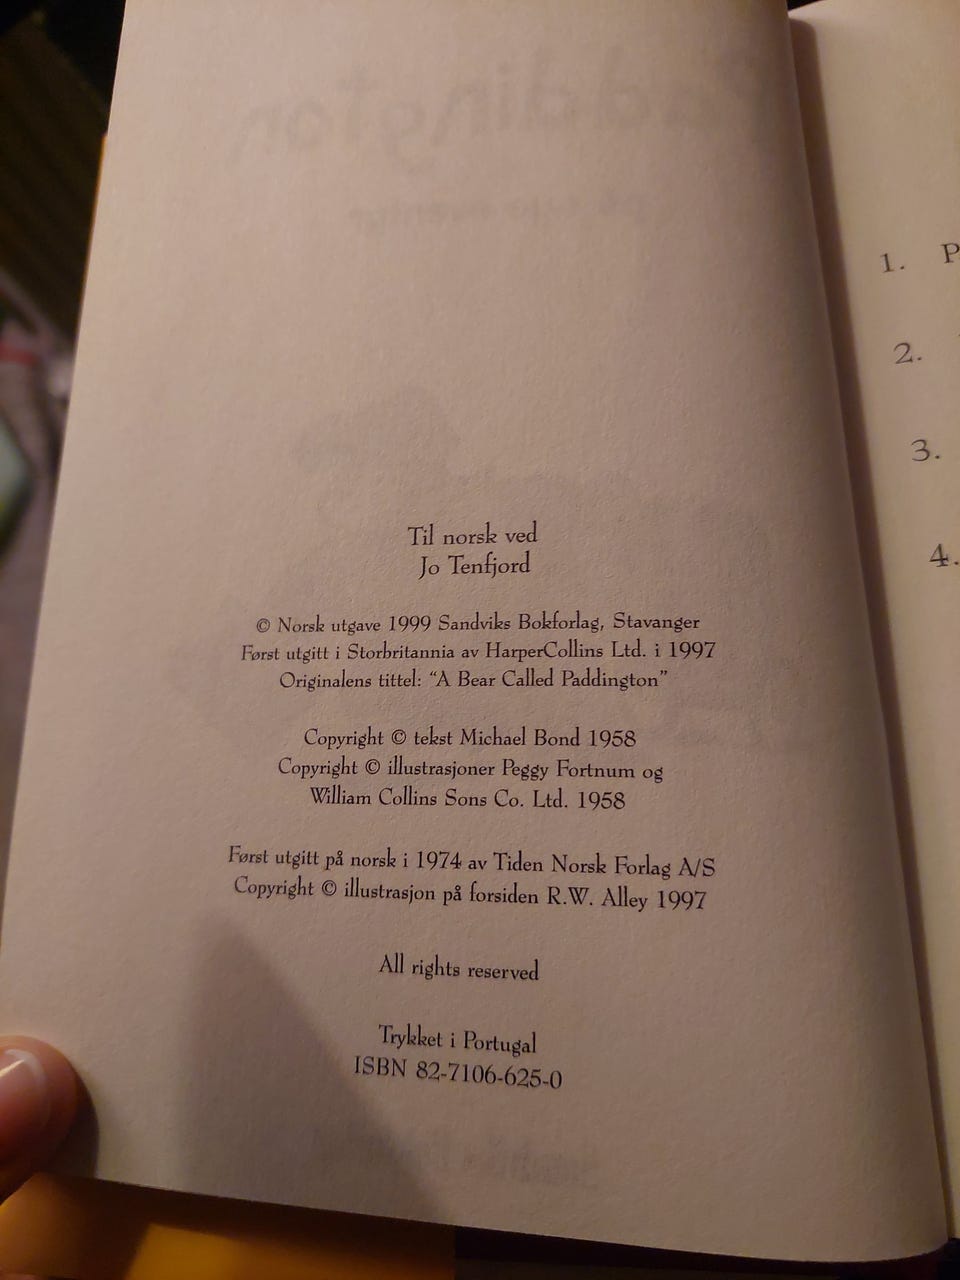 Til norsk ved
Jo Tenfjord
© Norsk utgave 1999 Sandviks Bokforlag, Stavanger
Først utgitt i Storbritannia av HarperCollins Ltd. i 1997
Originalens tittel: “A Bear Called Paddington”
Copyright © tekst Michael Bond 1958
Copyright © illustrasjoner Peggy Fortnum og
William Collins Sons Co. Ltd. 1958
Først utgitt på norsk i 1974 av Tiden Norsk Forlag A/S
Copyright © illustrasjon på forsiden R.W. Alley 1997
All rights reserved
Trykket i Portugal
ISBN 82-7106-625-0
1. P
2.
3.
4.